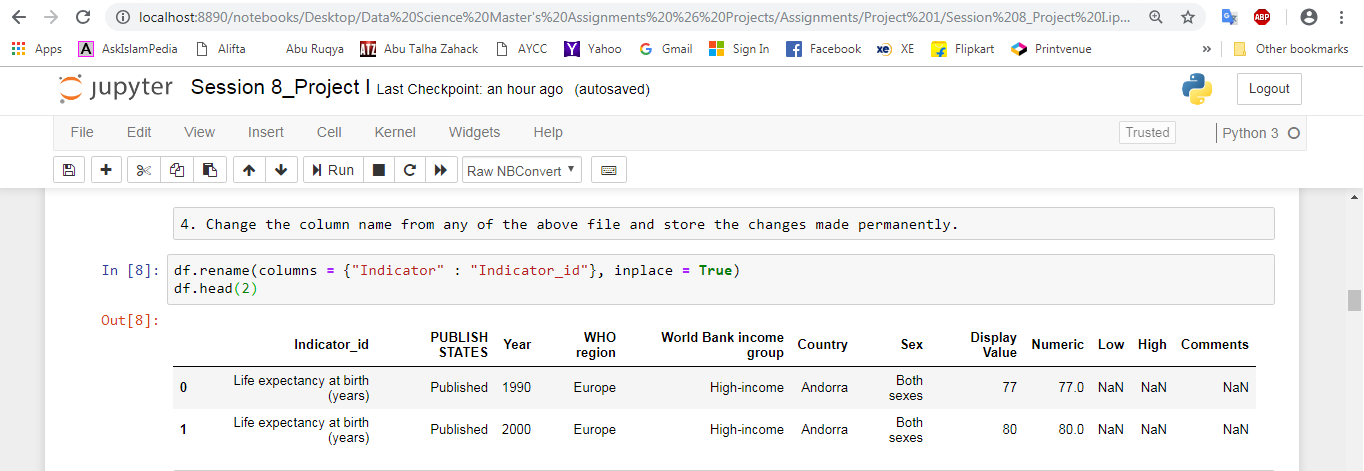 localhost:8890/notebooks/Desktop/Data%20Science%20Master's%20Assignments%20%26%20Projects/Assignments/Project%201/Session%208_Project%20I.ip...
ABP
Apps A AskIslamPedia Alifta Abu Ruqya ATZ Abu Talha Zahack AYCC Y Yahoo G Gmail Sign In f Facebook xe XE f Flipkart Printvenue » Other bookmarks
jupyter Session 8_Project I Last Checkpoint: an hour ago (autosaved) Logout
File Edit View Insert Cell Kernel Widgets Help Trusted Python 3
Run Raw NBConvert
4. Change the column name from any of the above file and store the changes made permanently.
In [8]: df.rename(columns = {"Indicator" : "Indicator_id"}, inplace = True)
df.head(2)
Out[8]:
Indicator_id PUBLISH STATES Year WHO region World Bank income group Country Sex Display Value Numeric Low High Comments
0 Life expectancy at birth (years) Published 1990 Europe High-income Andorra Both sexes 77 77.0 NaN NaN NaN
1 Life expectancy at birth (years) Published 2000 Europe High-income Andorra Both sexes 80 80.0 NaN NaN NaN